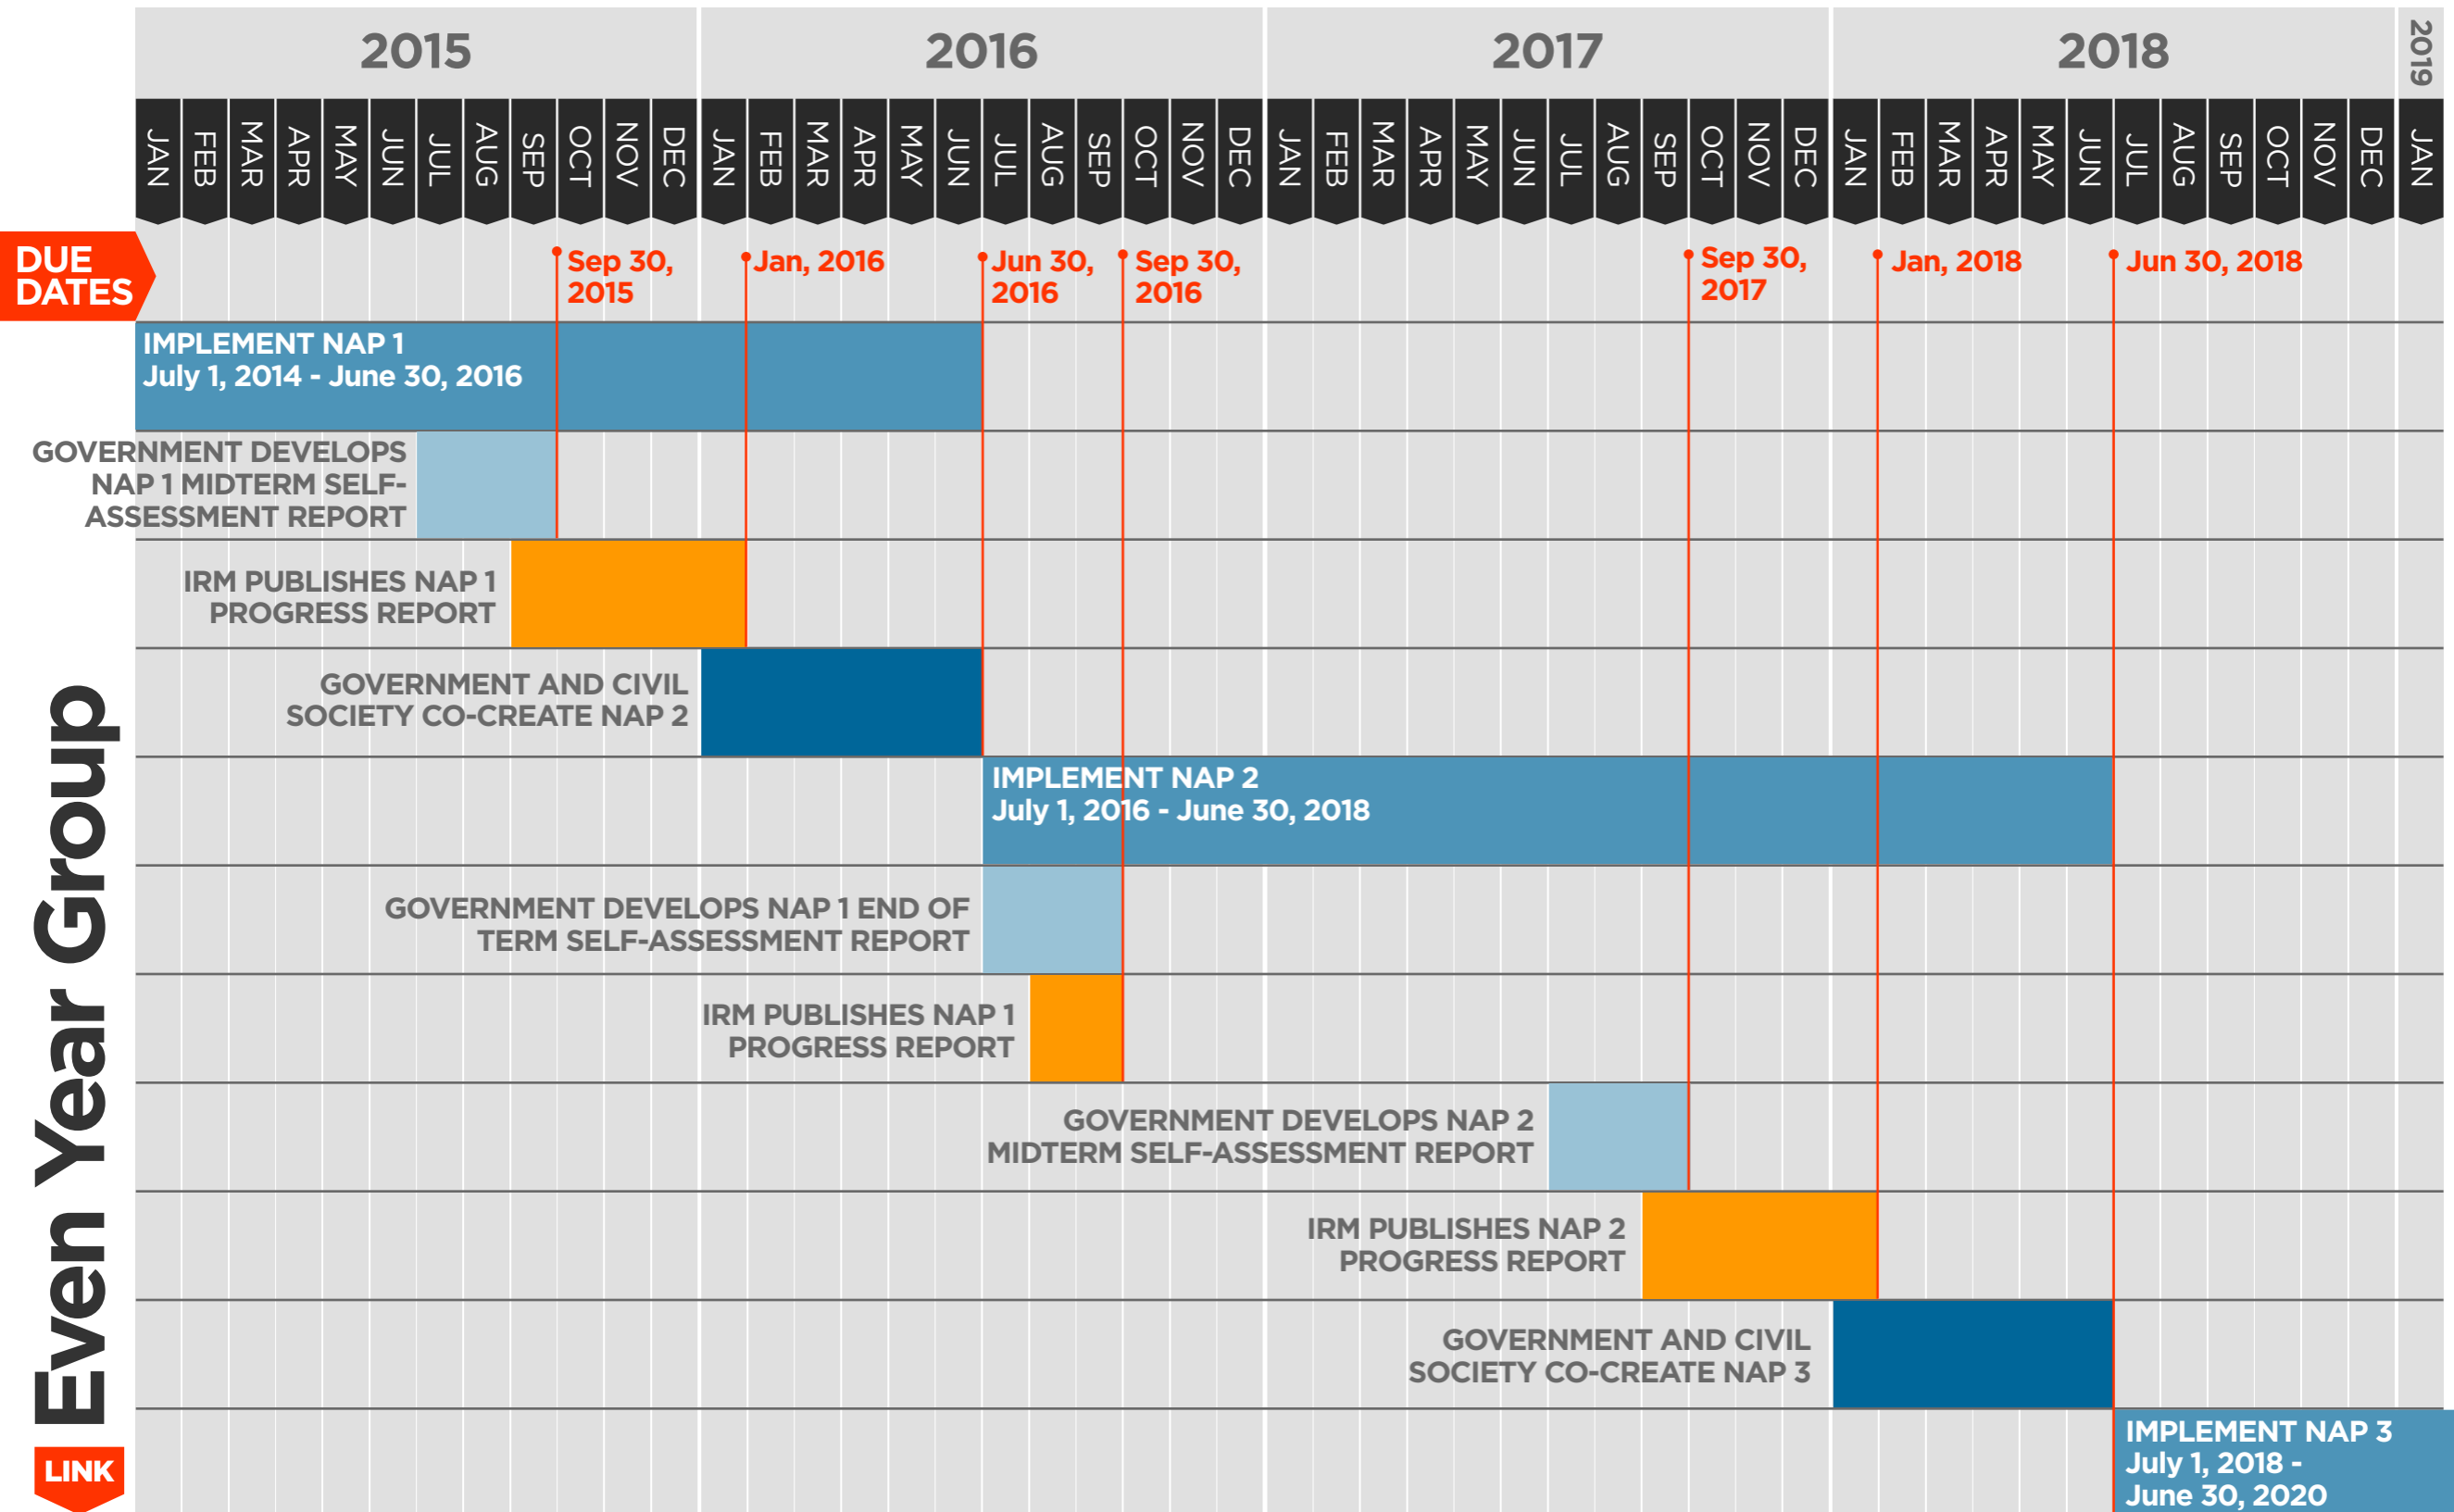 2015
2016
2017
2018
2019
JAN
FEB
MAR
APR
MAY
JUN
JUL
AUG
SEP
OCT
NOV
DEC
JAN
FEB
MAR
APR
MAY
JUN
JUL
AUG
SEP
OCT
NOV
DEC
JAN
FEB
MAR
APR
MAY
JUN
JUL
AUG
SEP
OCT
NOV
DEC
JAN
FEB
MAR
APR
MAY
JUN
JUL
AUG
SEP
OCT
NOV
DEC
JAN
DUE
DATES
Sep 30,
2015
Jan, 2016
Jun 30,
2016
Sep 30,
2016
Sep 30,
2017
Jan, 2018
Jun 30, 2018
IMPLEMENT NAP 1
July 1, 2014 - June 30, 2016
GOVERNMENT DEVELOPS
NAP 1 MIDTERM SELF-
ASSESSMENT REPORT
IRM PUBLISHES NAP 1
PROGRESS REPORT
GOVERNMENT AND CIVIL
SOCIETY CO-CREATE NAP 2
IMPLEMENT NAP 2
July 1, 2016 - June 30, 2018
GOVERNMENT DEVELOPS NAP 1 END OF
TERM SELF-ASSESSMENT REPORT
IRM PUBLISHES NAP 1
PROGRESS REPORT
GOVERNMENT DEVELOPS NAP 2
MIDTERM SELF-ASSESSMENT REPORT
IRM PUBLISHES NAP 2
PROGRESS REPORT
GOVERNMENT AND CIVIL
SOCIETY CO-CREATE NAP 3
IMPLEMENT NAP 3
July 1, 2018 -
June 30, 2020
Even Year Group
LINK